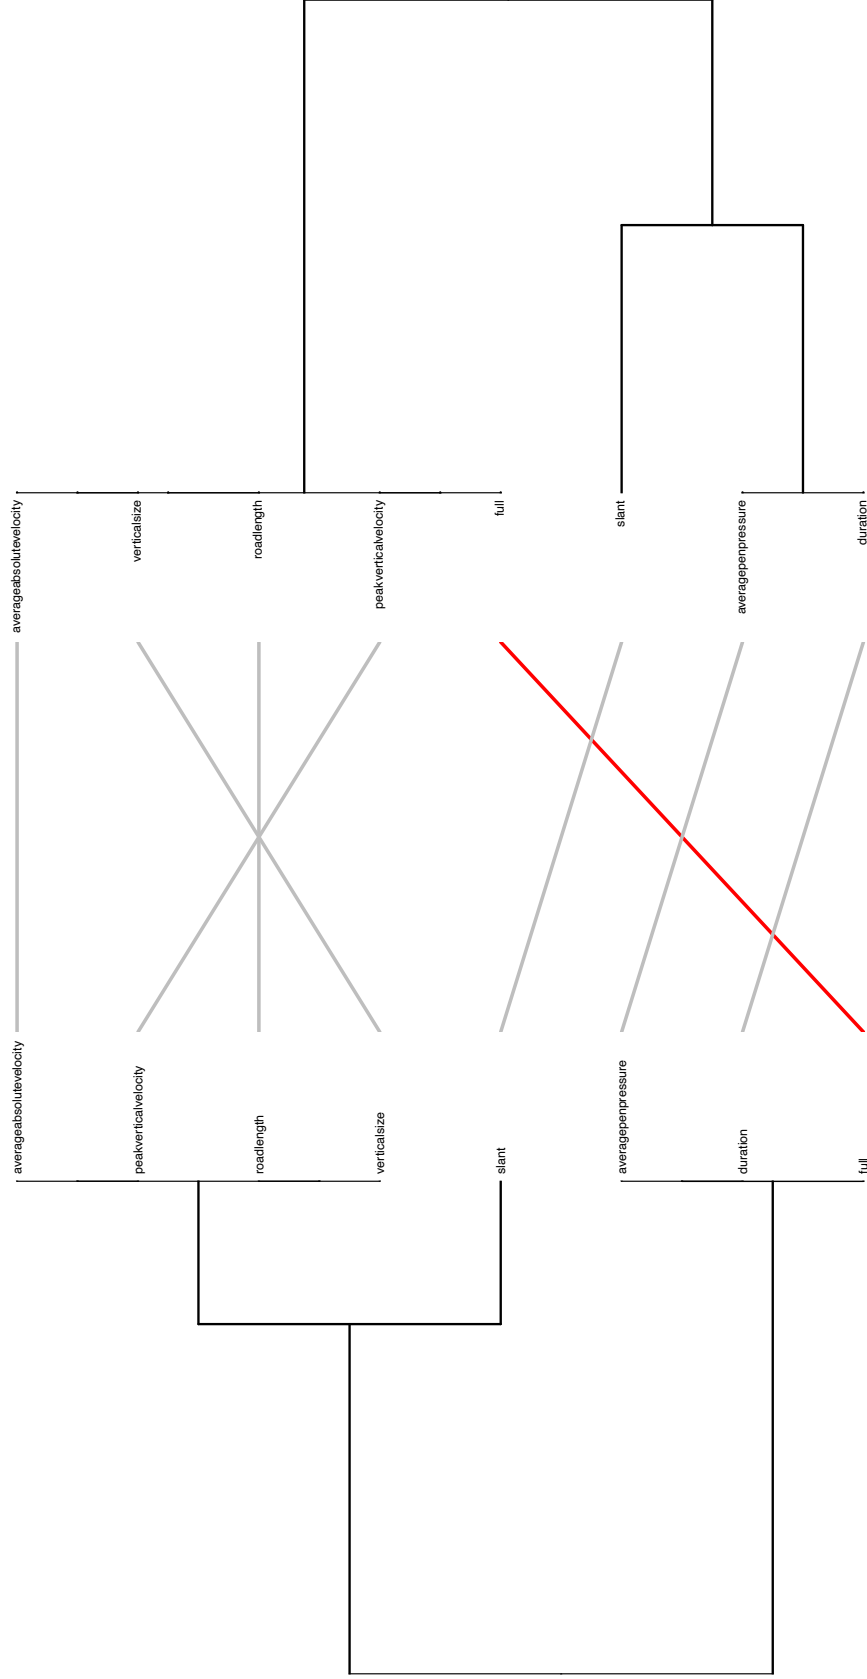 averageabsolutevelocity
verticalsize
roadlength
peakverticalvelocity
full
slant
averagepenpressure
duration
averageabsolutevelocity
peakverticalvelocity
roadlength
verticalsize
slant
averagepenpressure
duration
full